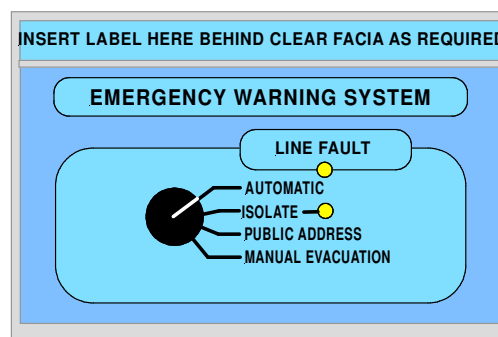 INSERT LABEL HERE BEHIND CLEAR FACIA AS REQUIRED
EMERGENCY WARNING SYSTEM
LINE FAULT
AUTOMATIC
ISOLATE
PUBLIC ADDRESS
MANUAL EVACUATION